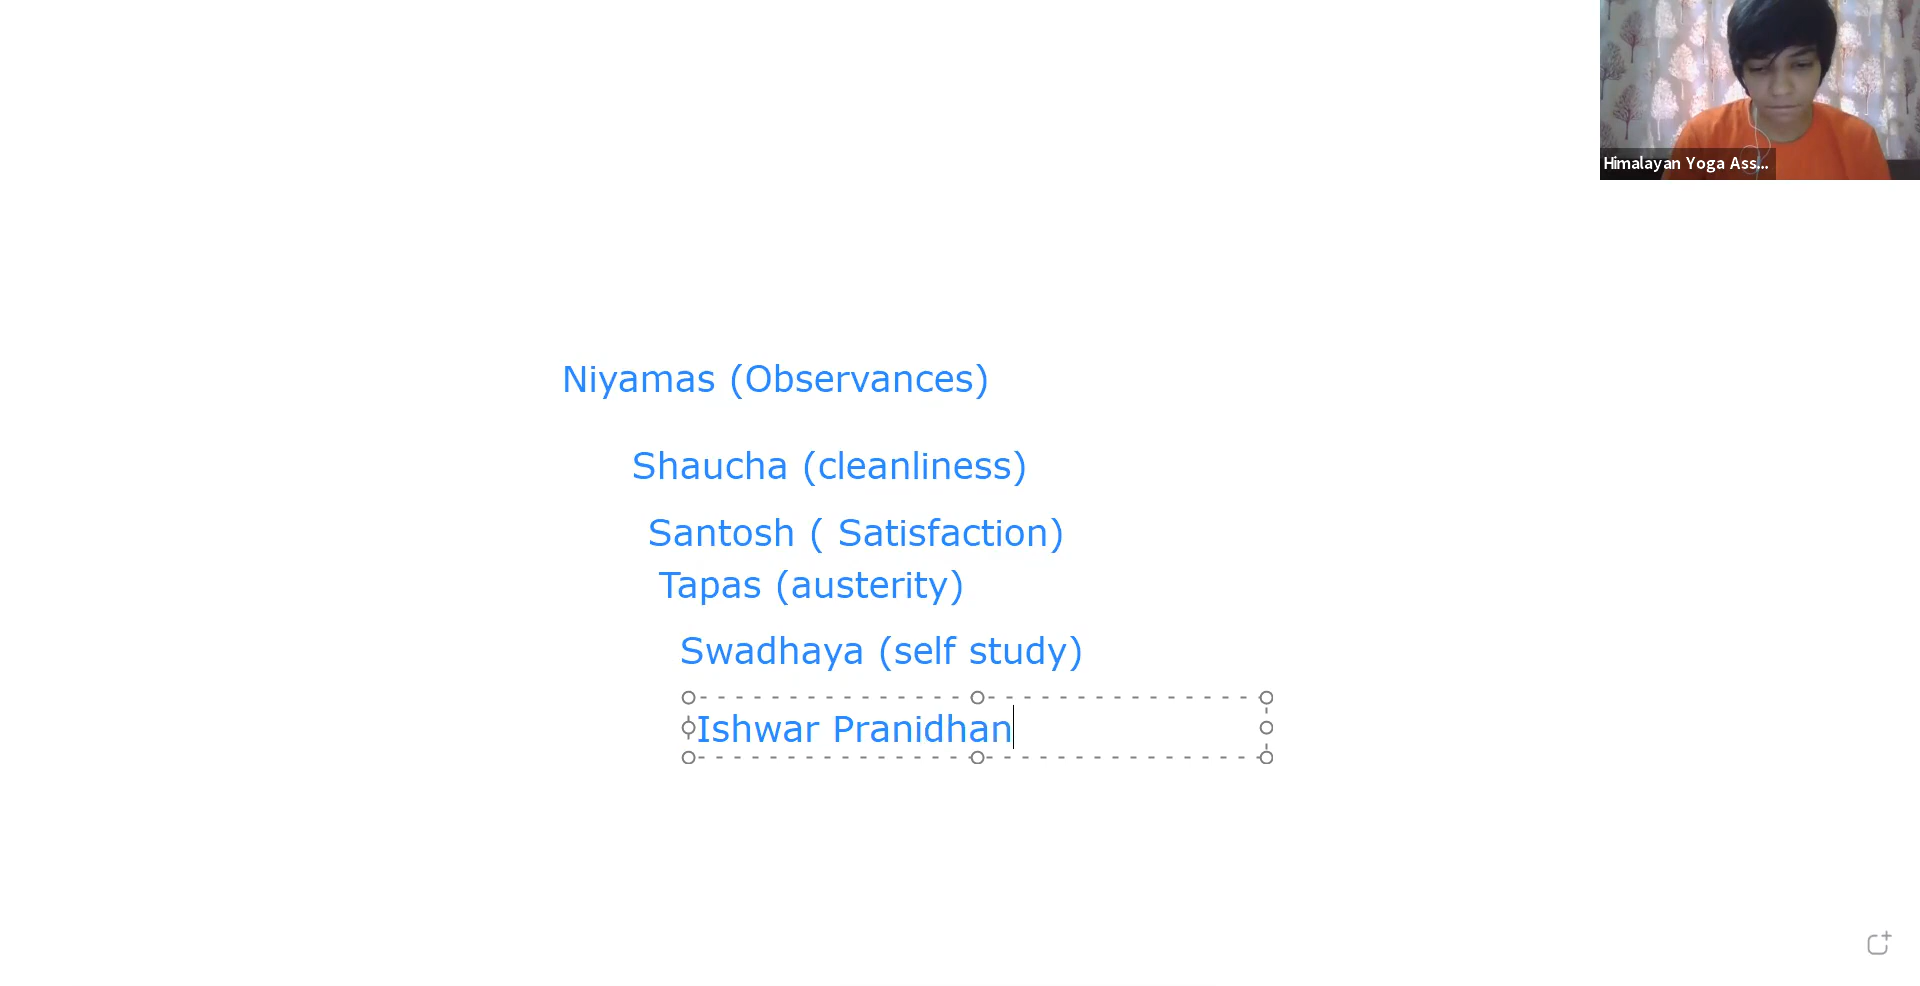 Himalayan Yoga Ass...
Niyamas (Observances)
Shaucha (cleanliness)
Santosh ( Satisfaction)
Tapas (austerity)
Swadhaya (self study)
Ishwar Pranidhan